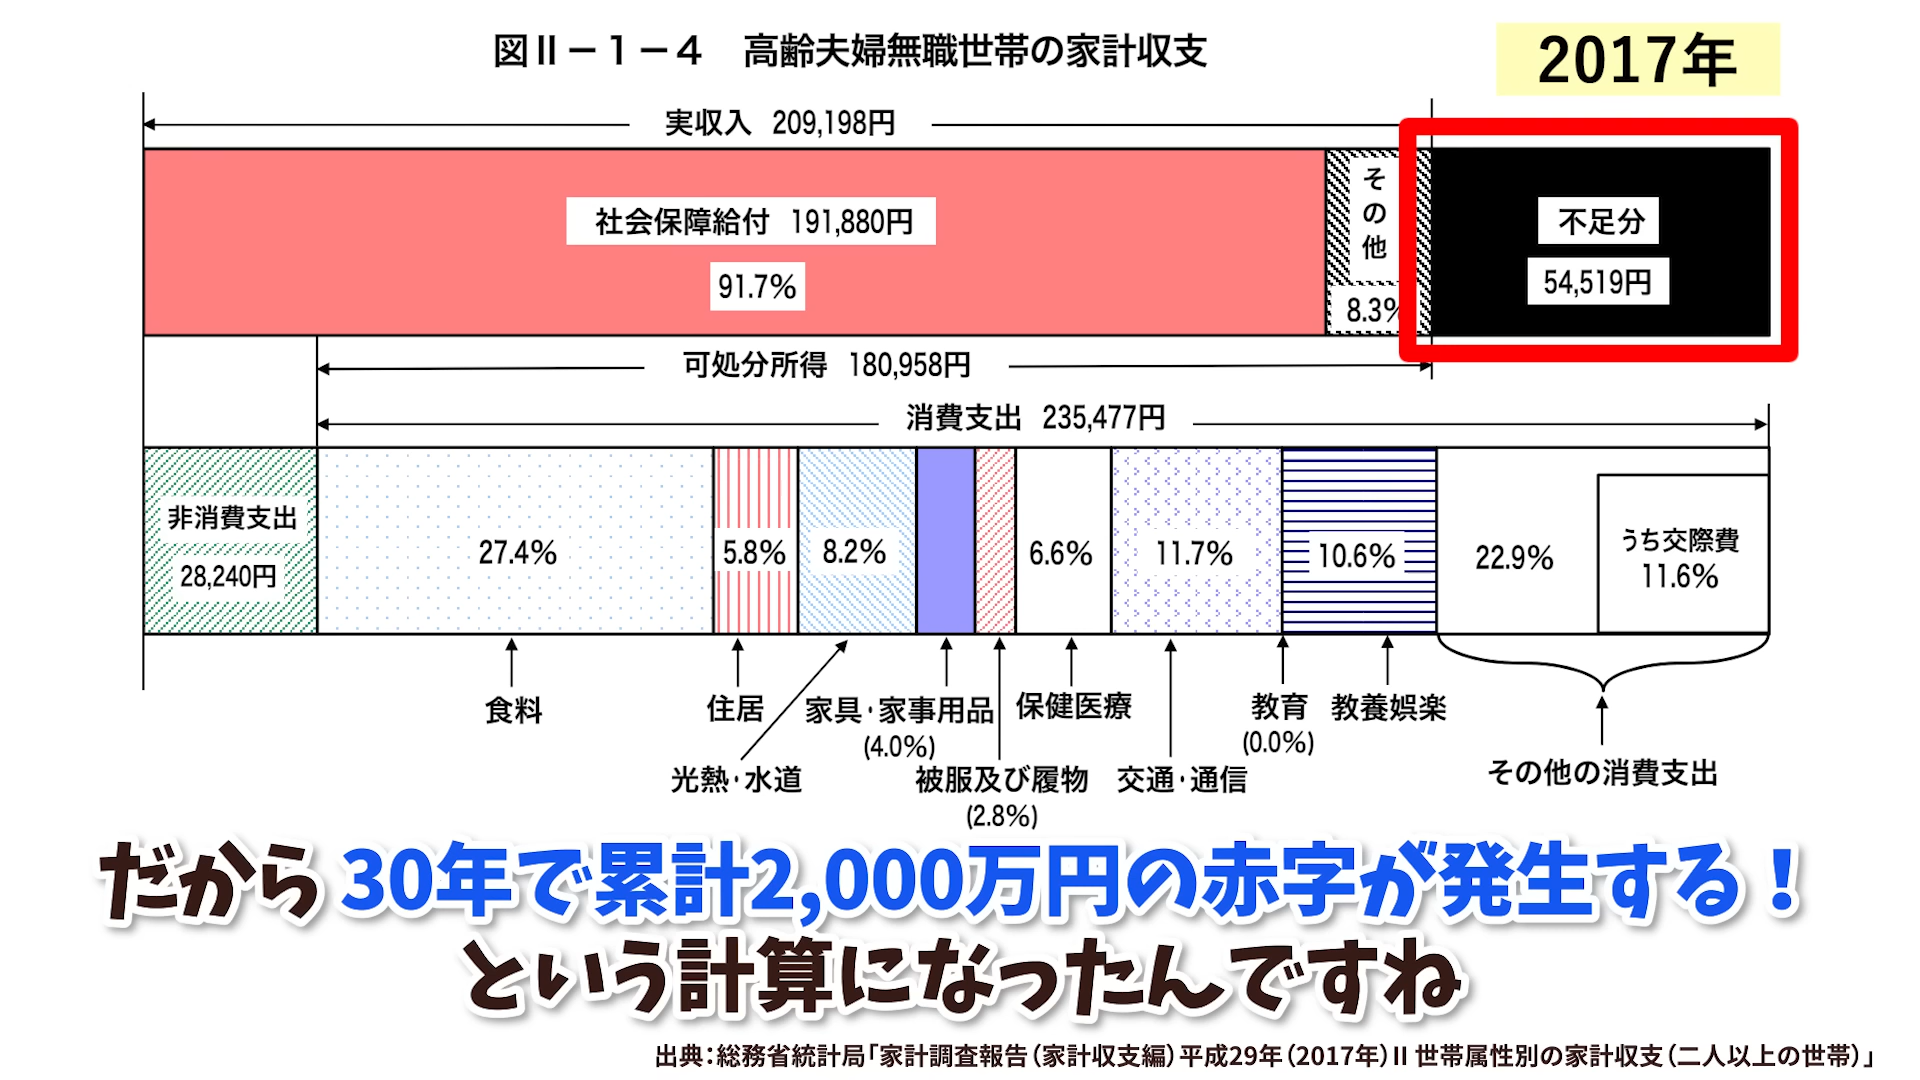 図Ⅱ－１－４　高齢夫婦無職世帯の家計収支
2017年
実収入 209,198円
社会保障給付 191,880円
91.7%
その他
8.3%
不足分
54,519円
可処分所得 180,958円
消費支出 235,477円
非消費支出
28,240円
27.4%
5.8%
8.2%
6.6%
11.7%
10.6%
22.9%
うち交際費
11.6%
食料
住居
光熱･水道
家具･家事用品
(4.0%)
被服及び履物
(2.8%)
保健医療
交通･通信
教育
(0.0%)
教養娯楽
その他の消費支出
だから30年で累計2,000万円の赤字が発生する！
という計算になったんですね
出典：総務省統計局「家計調査報告（家計収支編）平成29年（2017年）Ⅱ 世帯属性別の家計収支（二人以上の世帯）」